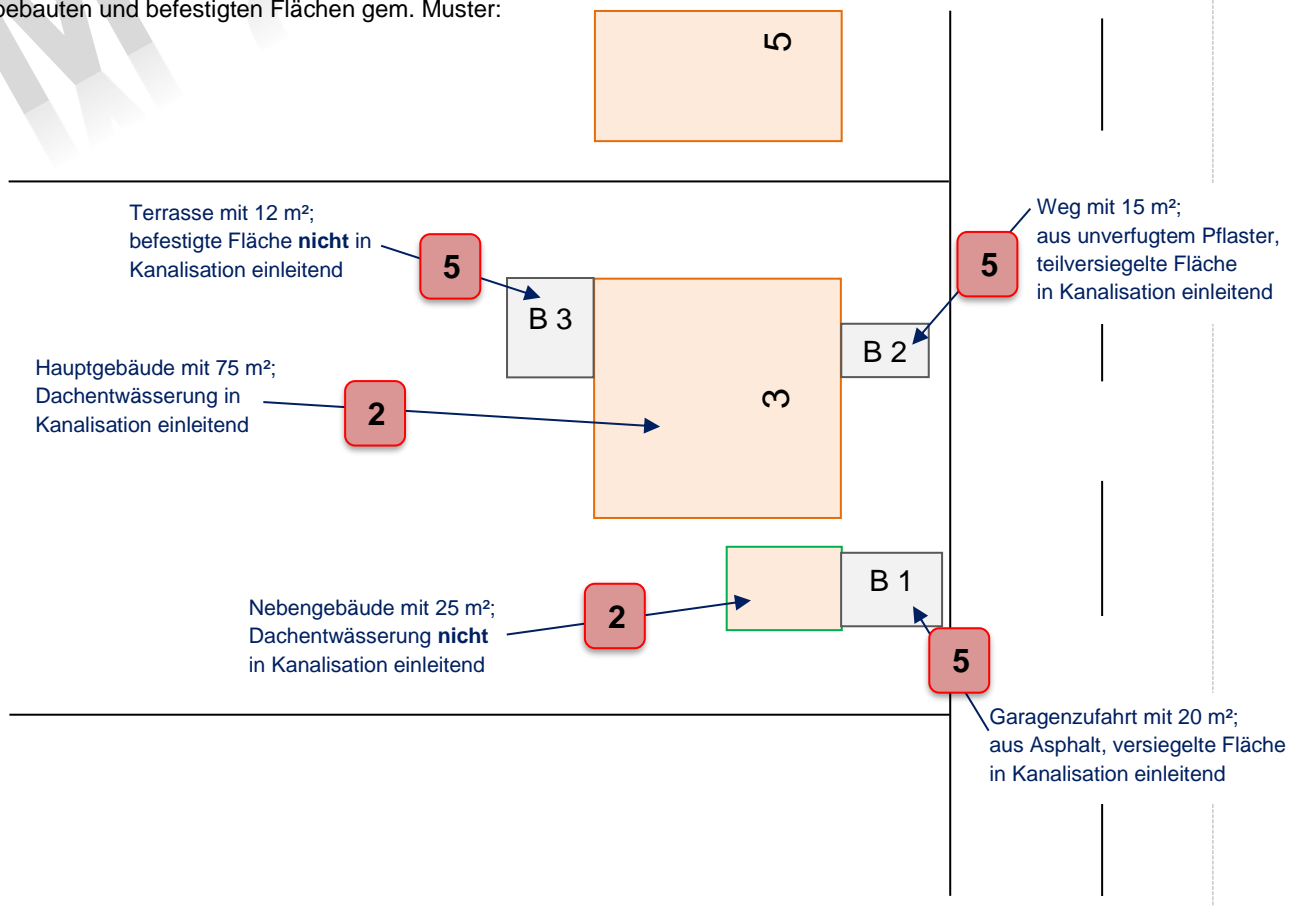 ebauten und befestigten Flächen gem. Muster:
5
Terrasse mit 12 m²;
befestigte Fläche nicht in
Kanalisation einleitend
5
B 3
Weg mit 15 m²;
aus unverfugtem Pflaster,
teilversiegelte Fläche
in Kanalisation einleitend
5
B 2
Hauptgebäude mit 75 m²;
Dachentwässerung in
Kanalisation einleitend
2
3
Nebengebäude mit 25 m²;
Dachentwässerung nicht
in Kanalisation einleitend
2
B 1
5
Garagenzufahrt mit 20 m²;
aus Asphalt, versiegelte Fläche
in Kanalisation einleitend